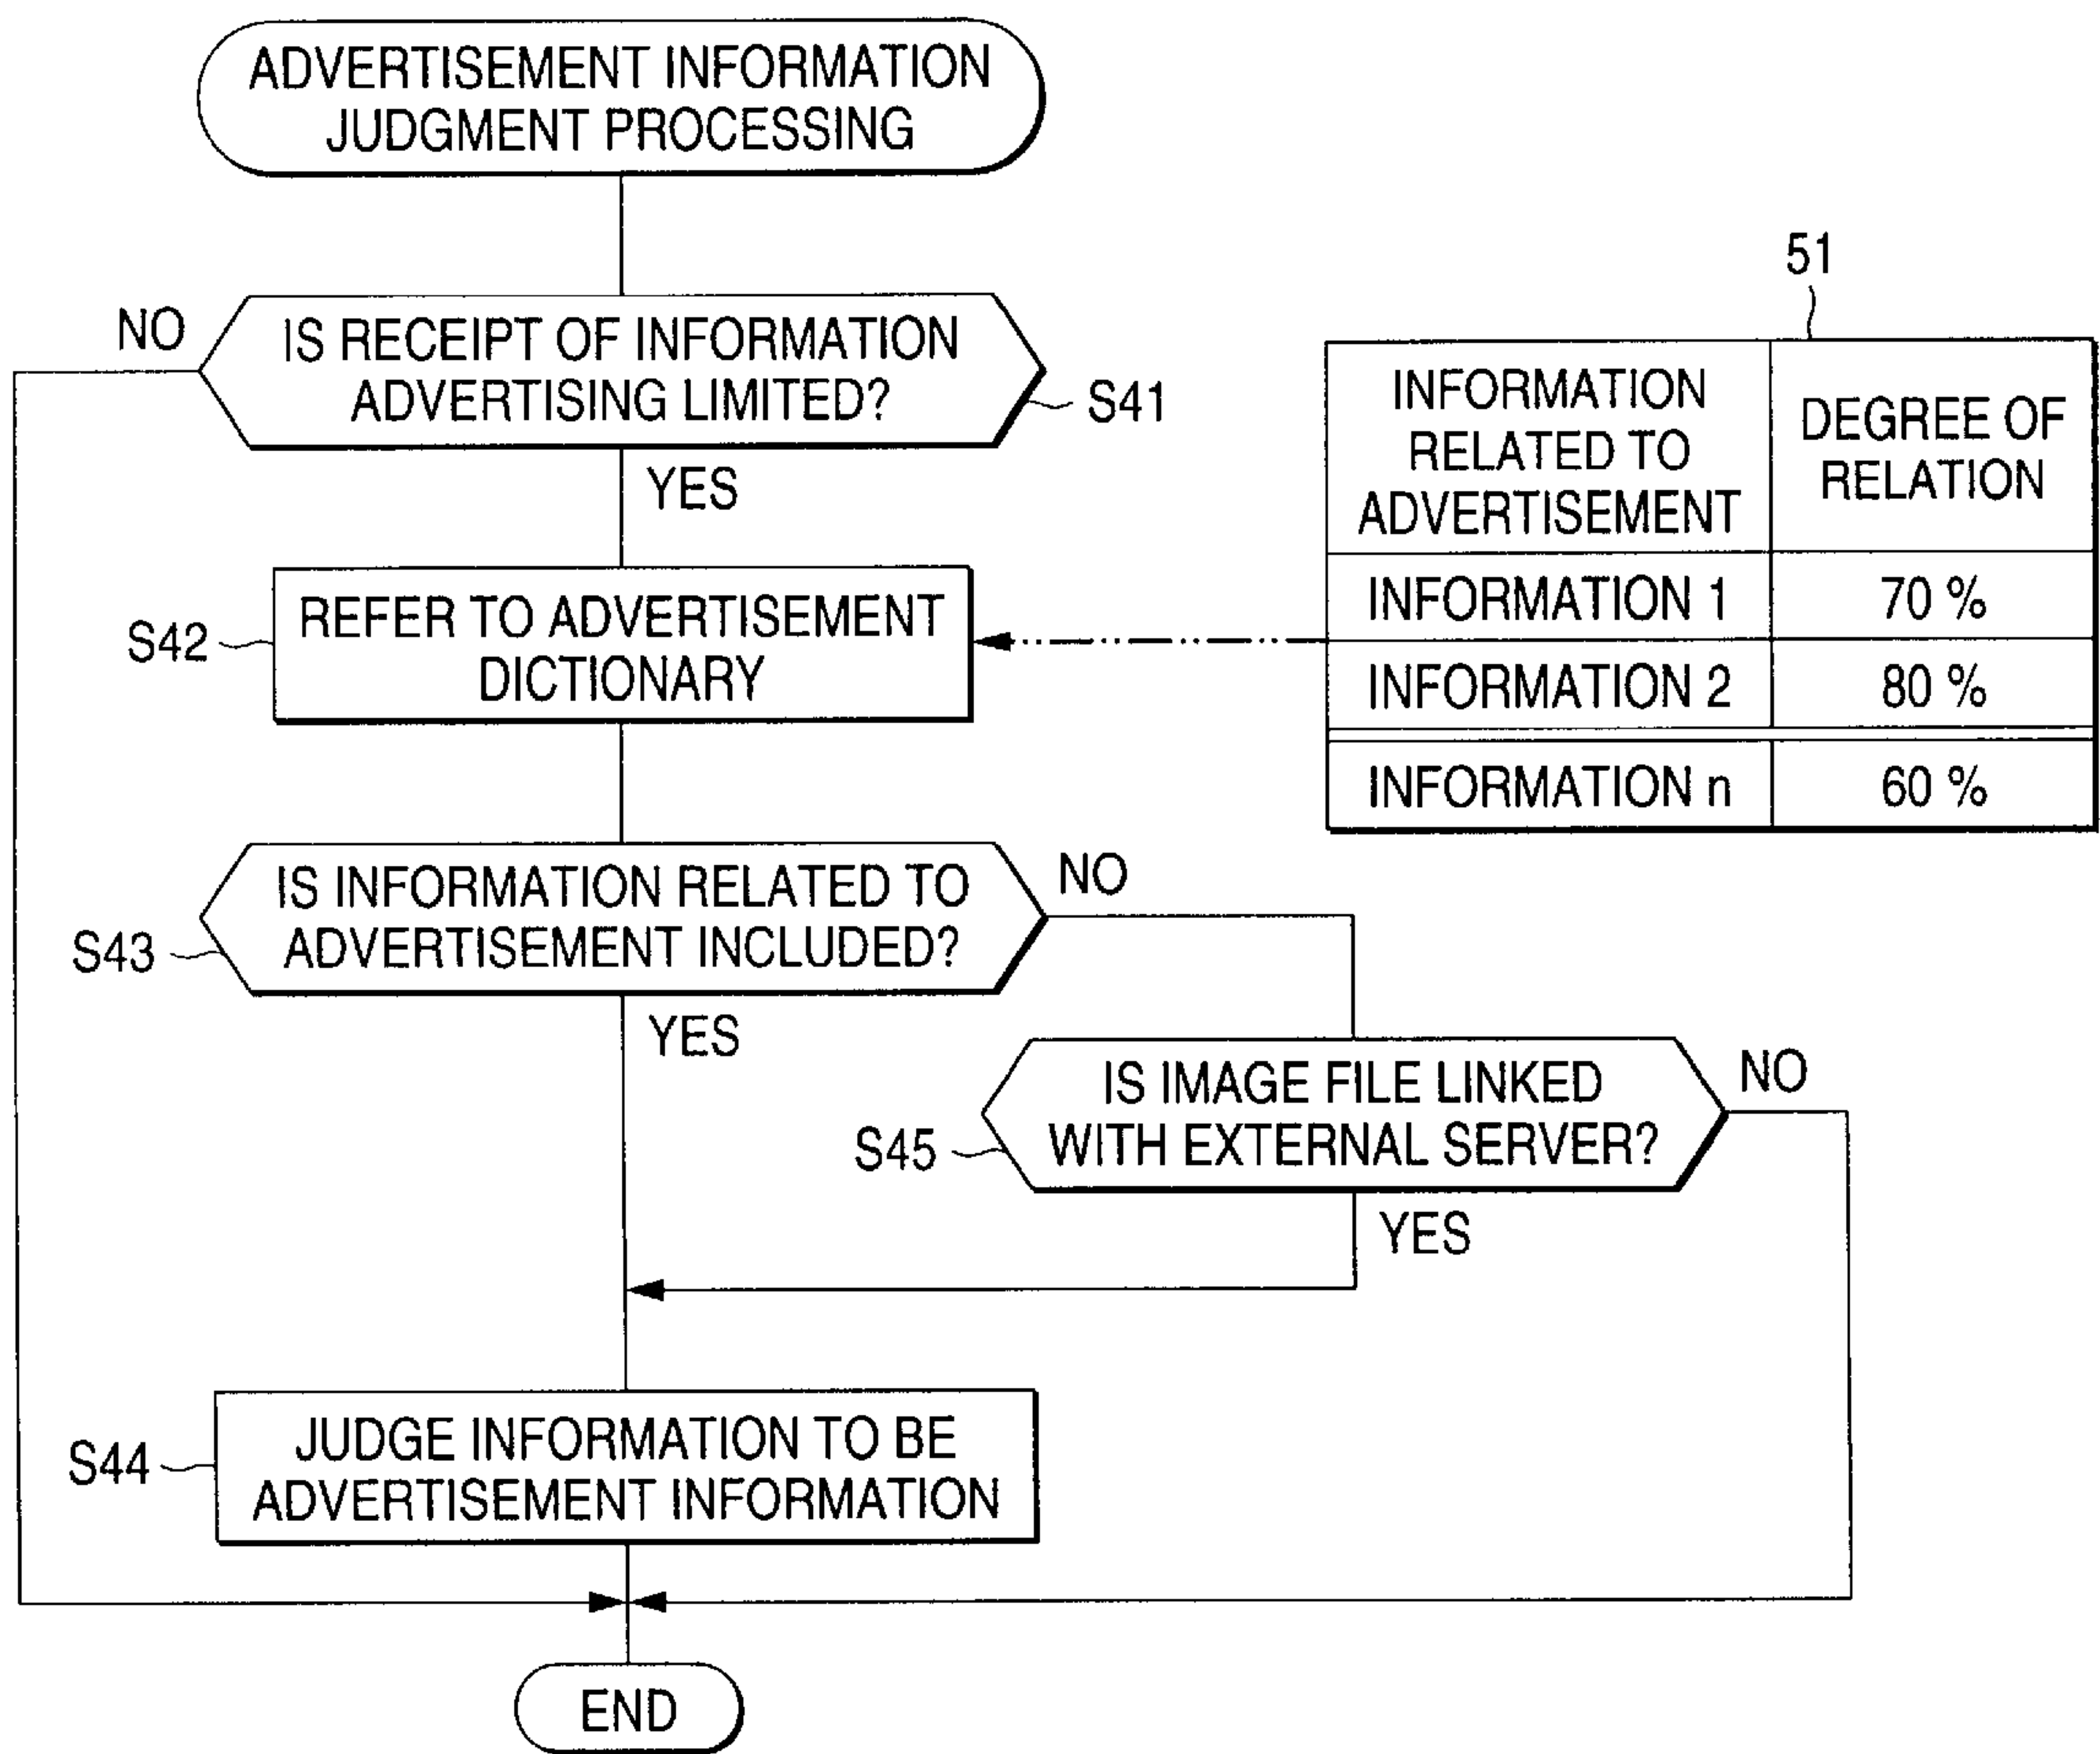 ADVERTISEMENT INFORMATION
JUDGMENT PROCESSING
NO
IS RECEIPT OF INFORMATION
ADVERTISING LIMITED?
S41
YES
51
INFORMATION
RELATED TO
ADVERTISEMENT
DEGREE OF
RELATION
INFORMATION 1
70 %
INFORMATION 2
80 %
INFORMATION n
60 %
S42
REFER TO ADVERTISEMENT
DICTIONARY
IS INFORMATION RELATED TO
ADVERTISEMENT INCLUDED?
NO
S43
YES
IS IMAGE FILE LINKED
WITH EXTERNAL SERVER?
NO
S45
YES
S44
JUDGE INFORMATION TO BE
ADVERTISEMENT INFORMATION
END